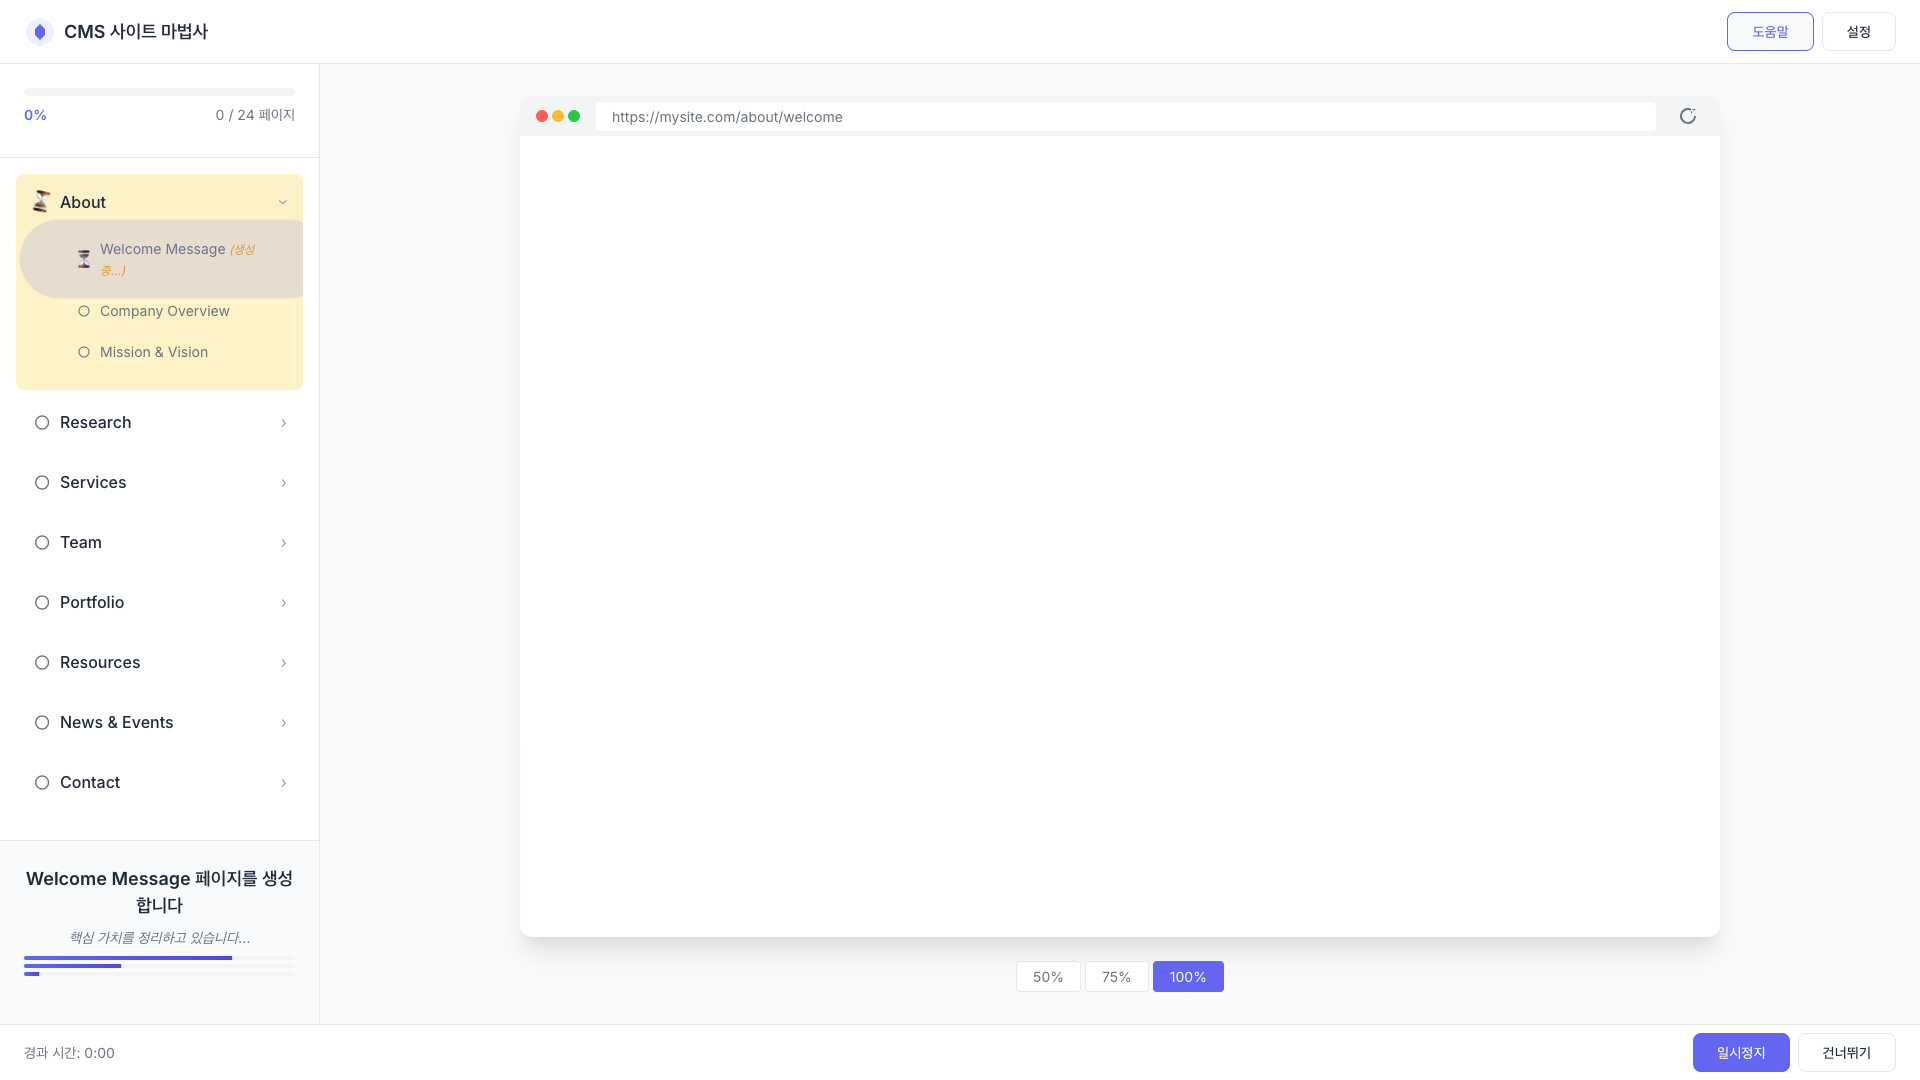 CMS 사이트 마법사
도움말
설정
0%
0 / 24 페이지
About
Welcome Message (생성
중...)
Company Overview
Mission & Vision
Research
Services
Team
Portfolio
Resources
News & Events
Contact
Welcome Message 페이지를 생성
합니다
핵심 가치를 정리하고 있습니다...
https://mysite.com/about/welcome
50%
75%
100%
경과 시간: 0:00
일시정지
건너뛰기